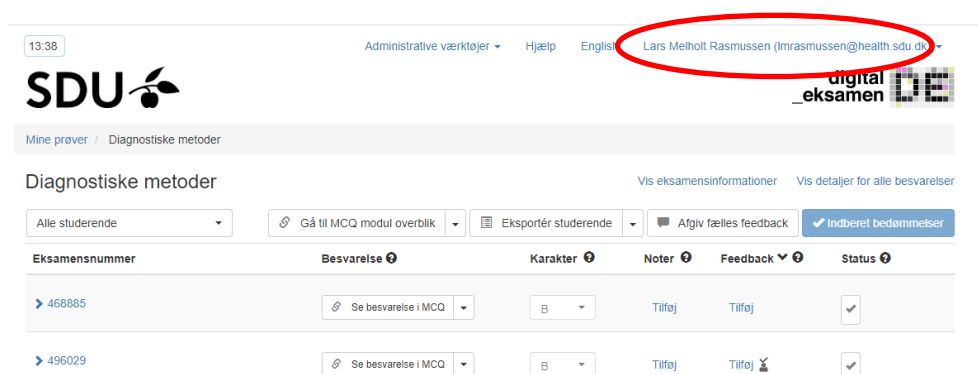 13:38 Administrative værktøjer Hjælp English Lars Melholt Rasmussen (lmrasmussen@health.sdu.dk)
SDU
digital
_eksamen DE
Mine prøver / Diagnostiske metoder
Diagnostiske metoder Vis eksamensinformationer Vis detaljer for alle besvarelser
Alle studerende Gå til MCQ modul overblik Eksportér studerende Afgiv fælles feedback Indberet bedømmelser
Eksamensnummer Besvarelse Karakter Noter Feedback Status
468885 Se besvarelse i MCQ B Tilføj Tilføj
496029 Se besvarelse i MCQ B Tilføj Tilføj